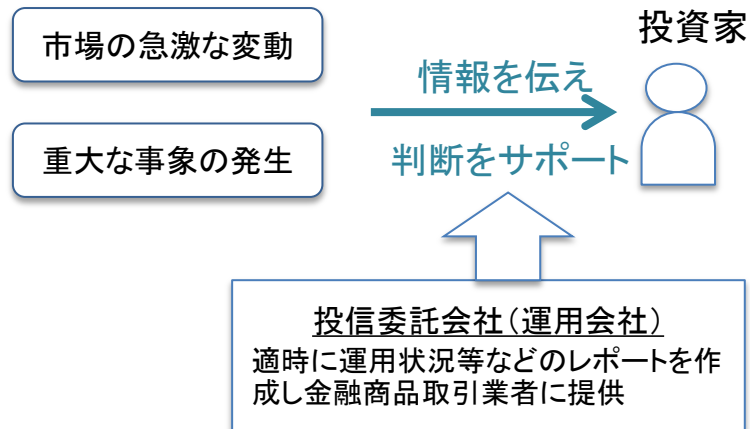 市場の急激な変動
投資家
情報を伝え
重大な事象の発生
判断をサポート
投信委託会社（運用会社）
適時に運用状況等などのレポートを作
成し金融商品取引業者に提供